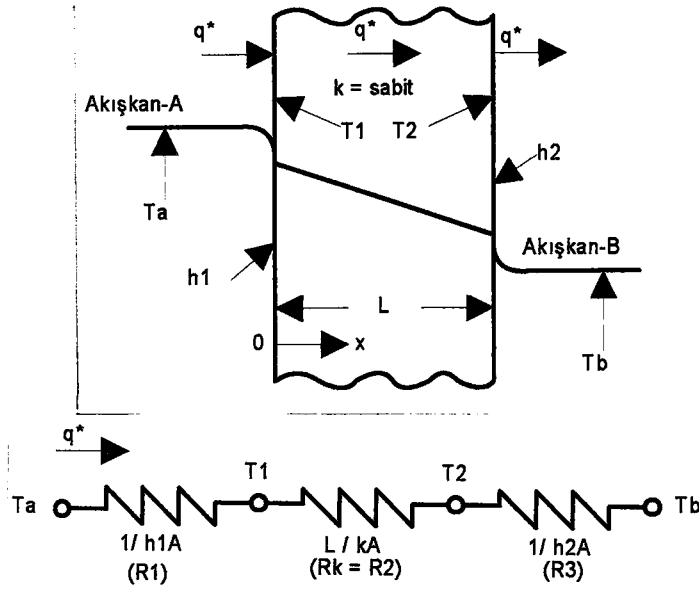 q* q* q*
k = sabit
Akışkan-A
T1 T2
h2
Ta
Akışkan-B
h1
L
0 x
Tb
q*
Ta T1 T2 Tb
1/ h1A L / kA 1/ h2A
(R1) (Rk = R2) (R3)